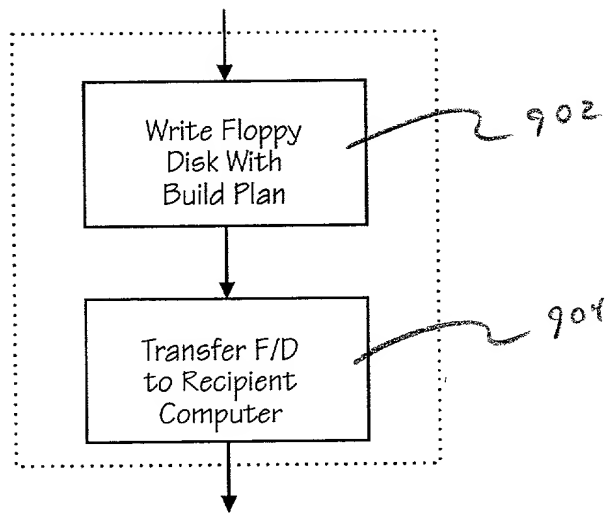 Write Floppy
Disk With
Build Plan
902
Transfer F/D
to Recipient
Computer
904